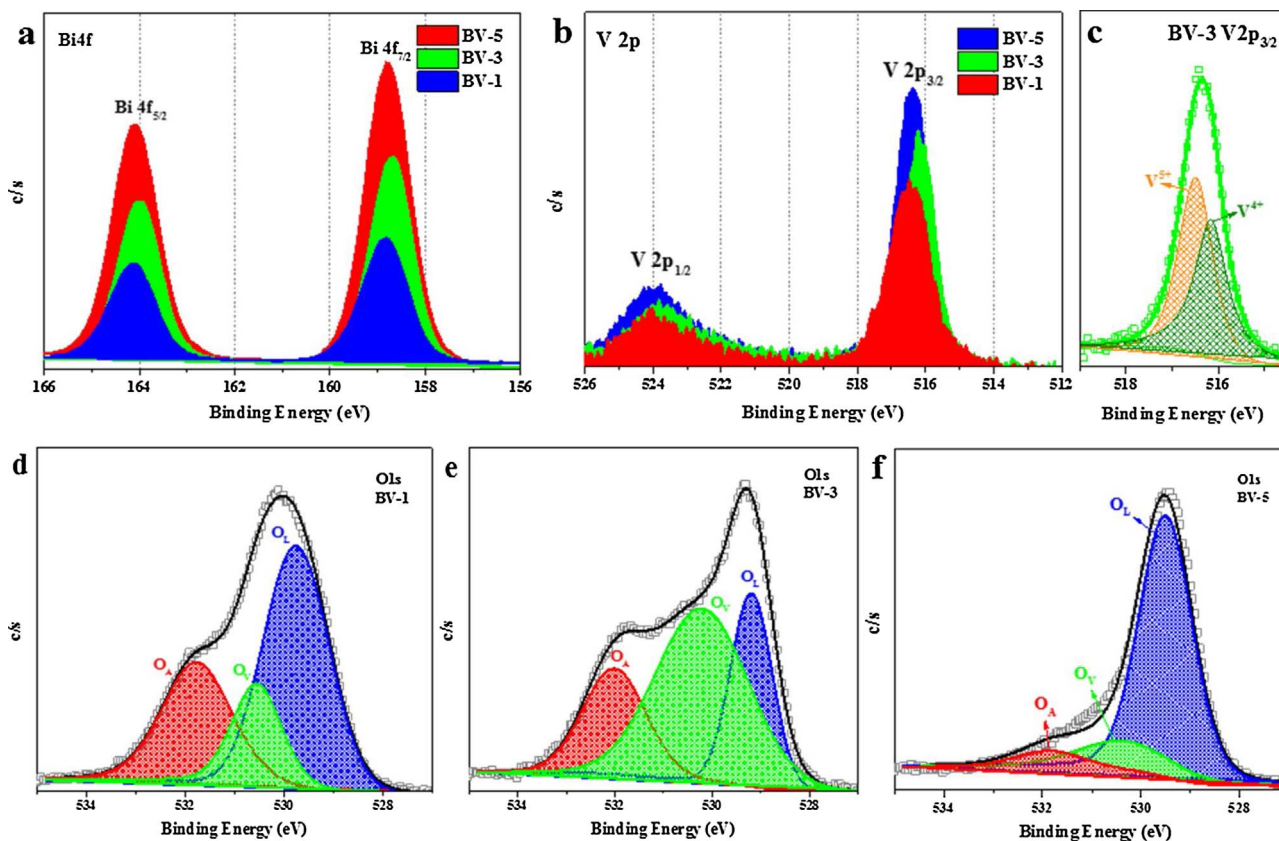 a
Bi4f
BV-5
BV-3
BV-1
Bi 4f7/2
Bi 4f5/2
c/s
166
164
162
160
158
156
Binding Energy (eV)
b
V 2p
BV-5
BV-3
BV-1
V 2p3/2
V 2p1/2
c/s
526
524
522
520
518
516
514
512
Binding Energy (eV)
c
BV-3 V2p3/2
V5+
V4+
518
516
Binding Energy (eV)
d
O1s
BV-1
OL
OA
OV
c/s
534
532
530
528
Binding Energy (eV)
e
O1s
BV-3
OL
OV
OA
c/s
534
532
530
528
Binding Energy (eV)
f
O1s
BV-5
OL
OV
OA
c/s
534
532
530
528
Binding Energy (eV)